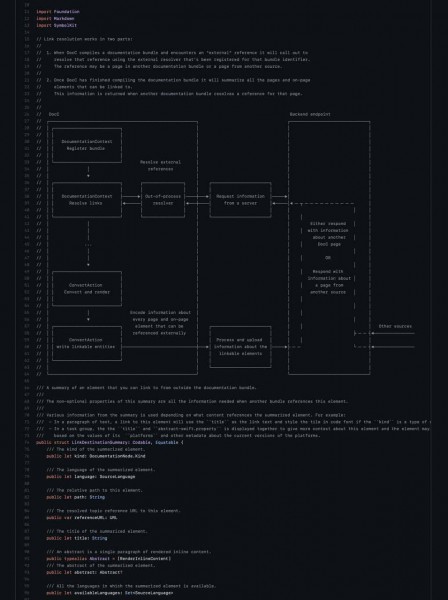 import Foundation
import Markdown
import SymbolKit
// Link resolution works in two parts:
//
// 1. When DocC compiles a documentation bundle and encounters an "external" reference it will call out to
// resolve that reference using the external resolver that's been registered for that bundle identifier.
// The reference may be a page in another documentation bundle or a page from another source.
//
// 2. Once DocC has finished compiling the documentation bundle it will summarize all the pages and on-page
// elements that can be linked to.
// This information is returned when another documentation bundle resolves a reference for that page.
//
// DocC Backend endpoint
// DocumentationContext
// Register bundle
// Resolve external
// references
// DocumentationContext Out-of-process Request information
// Resolve links resolver from a server
// Either respond
// with information
// about another
// DocC page
// OR
// ConvertAction Respond with
// Convert and render information about
// a page from
// another source
// Encode information about
// every page and on-page
// element that can be Other sources
// referenced externally
// ConvertAction Process and upload
// write linkable entities information about the
// linkable elements
/// A summary of an element that you can link to from outside the documentation bundle.
///
/// The non-optional properties of this summary are all the information needed when another bundle references this element.
///
/// Various information from the summary is used depending on what content references the summarized element. For example:
/// - In a paragraph of text, a link to this element will use the ``title`` as the link text and style the tile in code font if the ``kind`` is a type of
/// - In a task group, the the ``title`` and ``abstract-swift.property`` is displayed together to give more context about this element and the element may
/// based on the values of its ``platforms`` and other metadata about the current versions of the platforms.
public struct LinkDestinationSummary: Codable, Equatable {
/// The kind of the summarized element.
public let kind: DocumentationNode.Kind
/// The language of the summarized element.
public let language: SourceLanguage
/// The relative path to this element.
public let path: String
/// The resolved topic reference URL to this element.
public var referenceURL: URL
/// The title of the summarized element.
public let title: String
/// An abstract is a single paragraph of rendered inline content.
public typealias Abstract = [RenderInlineContent]
/// The abstract of the summarized element.
public let abstract: Abstract?
/// All the languages in which the summarized element is available.
public let availableLanguages: Set<SourceLanguage>